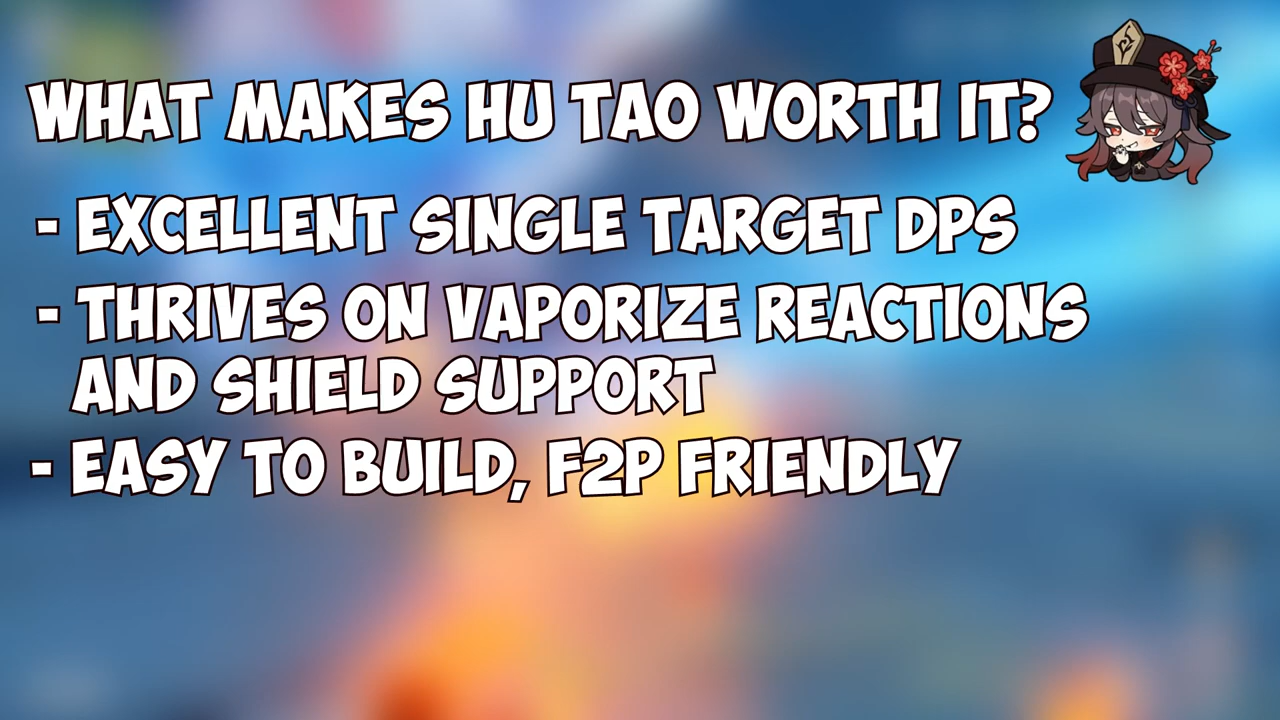 WHAT MAKES HU TAO WORTH IT?
- EXCELLENT SINGLE TARGET DPS
- THRIVES ON VAPORIZE REACTIONS
AND SHIELD SUPPORT
- EASY TO BUILD, F2P FRIENDLY